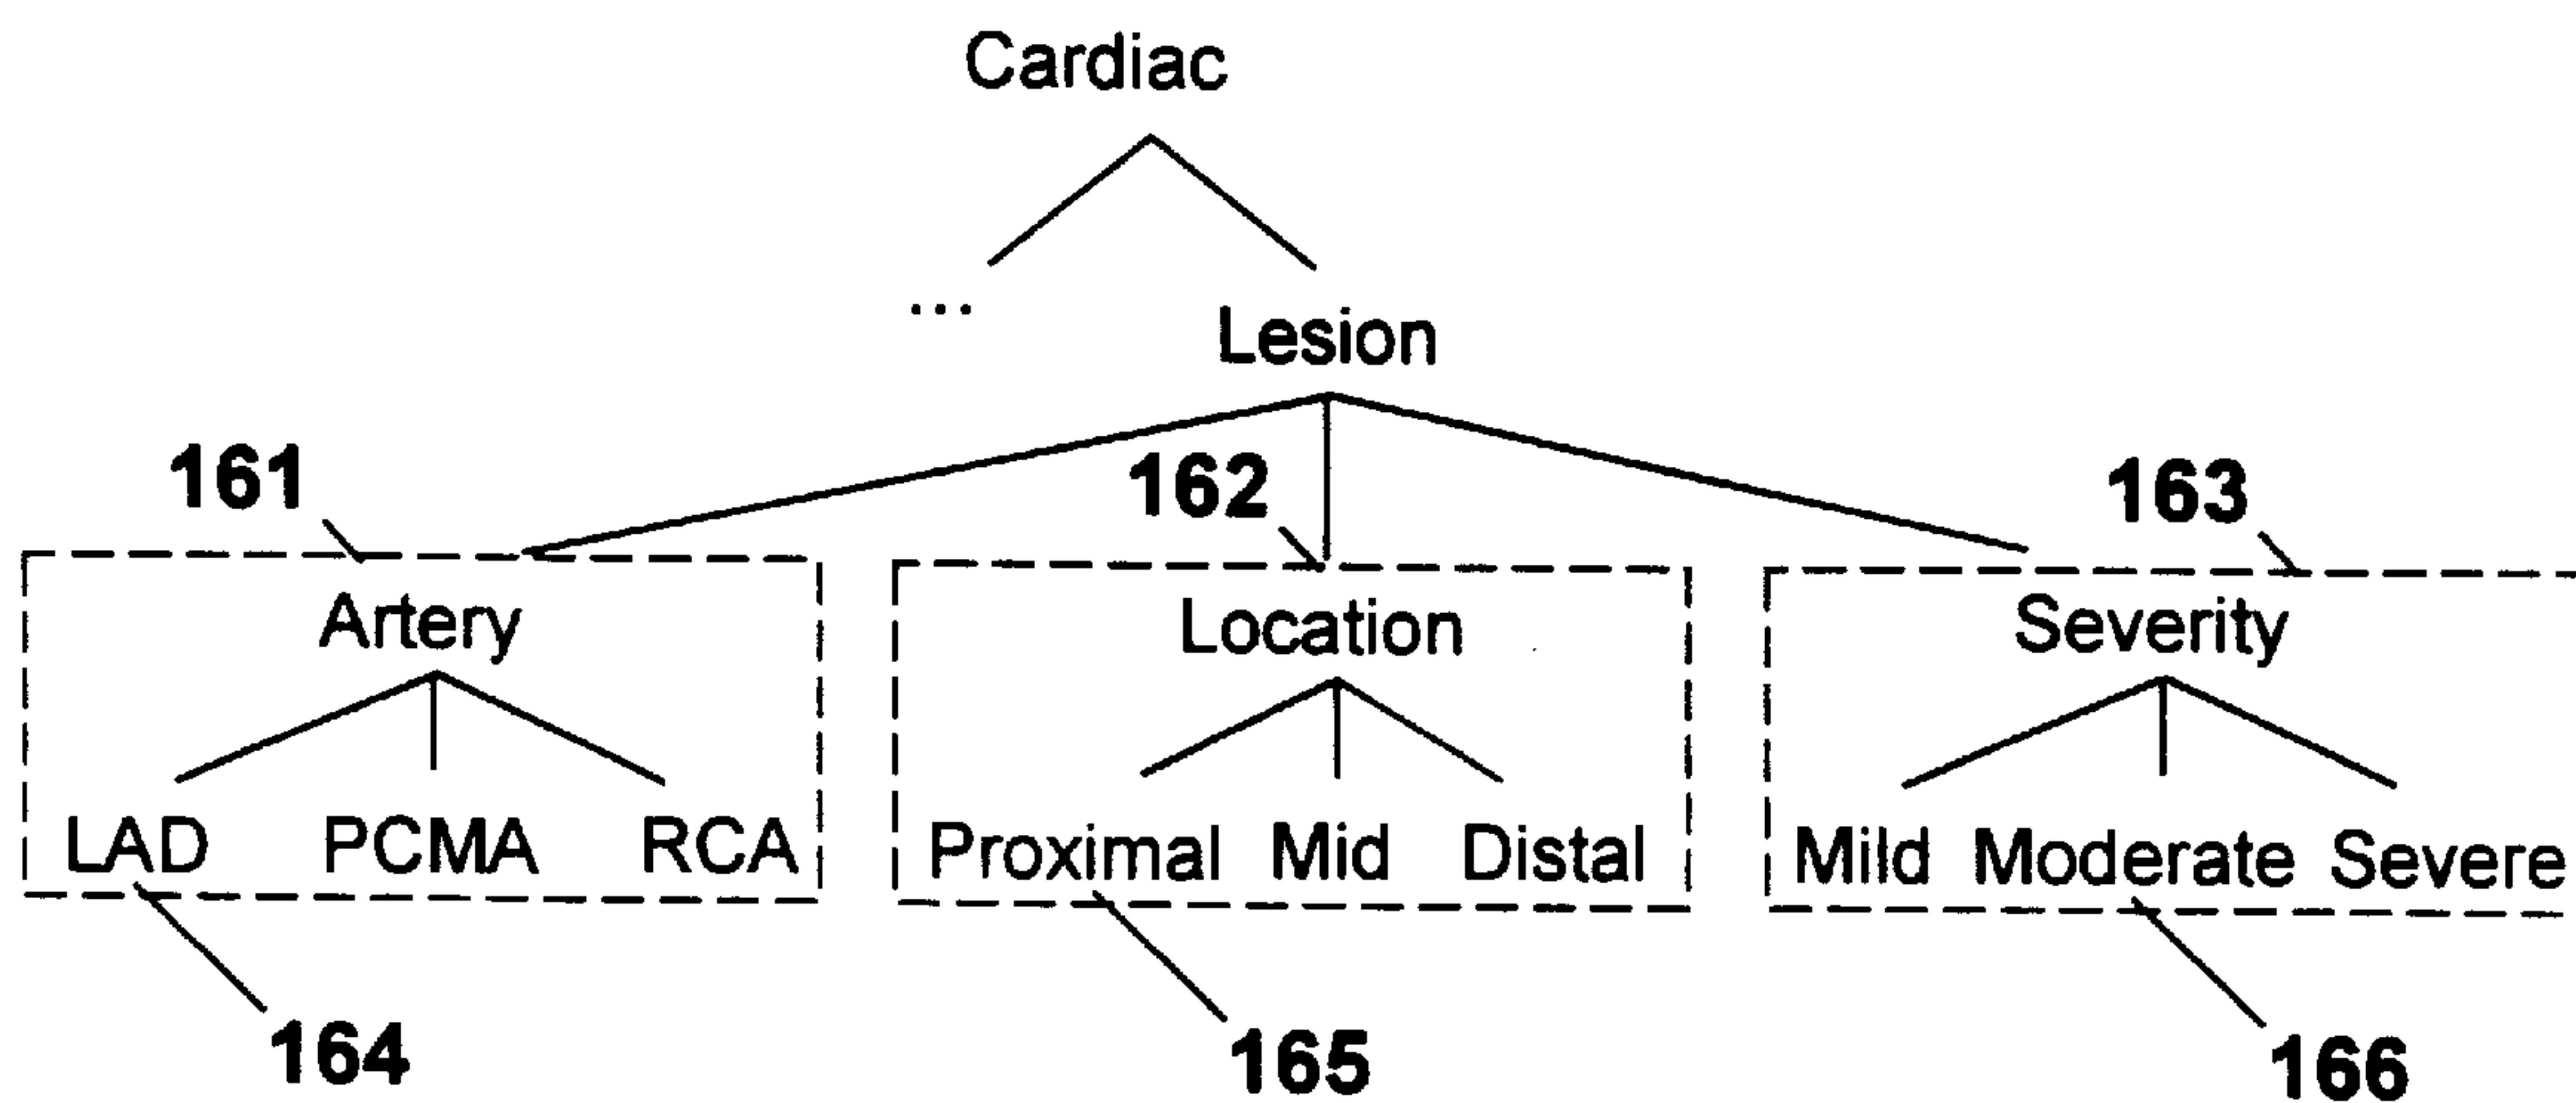 Cardiac
...
Lesion
161 162 163
Artery Location Severity
LAD PCMA RCA Proximal Mid Distal Mild Moderate Severe
164 165 166